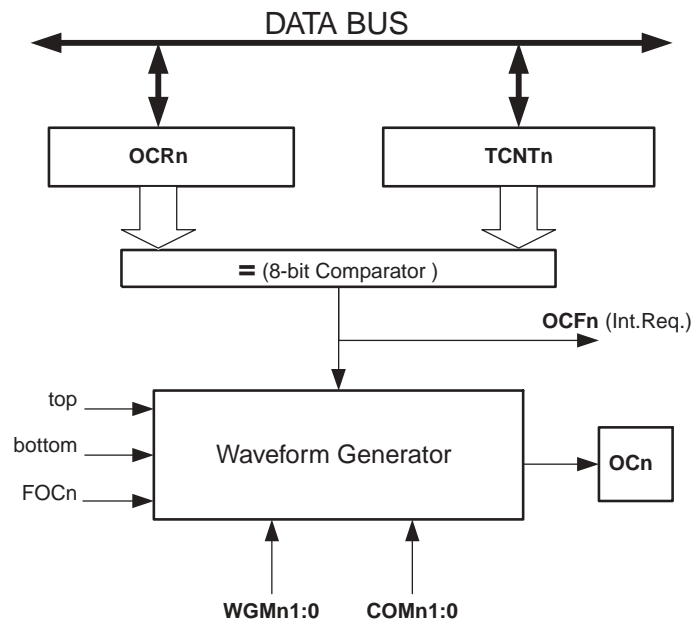 DATA BUS
OCRn
TCNTn
= (8-bit Comparator )
OCFn (Int.Req.)
top
bottom
FOCn
Waveform Generator
OCn
WGMn1:0
COMn1:0